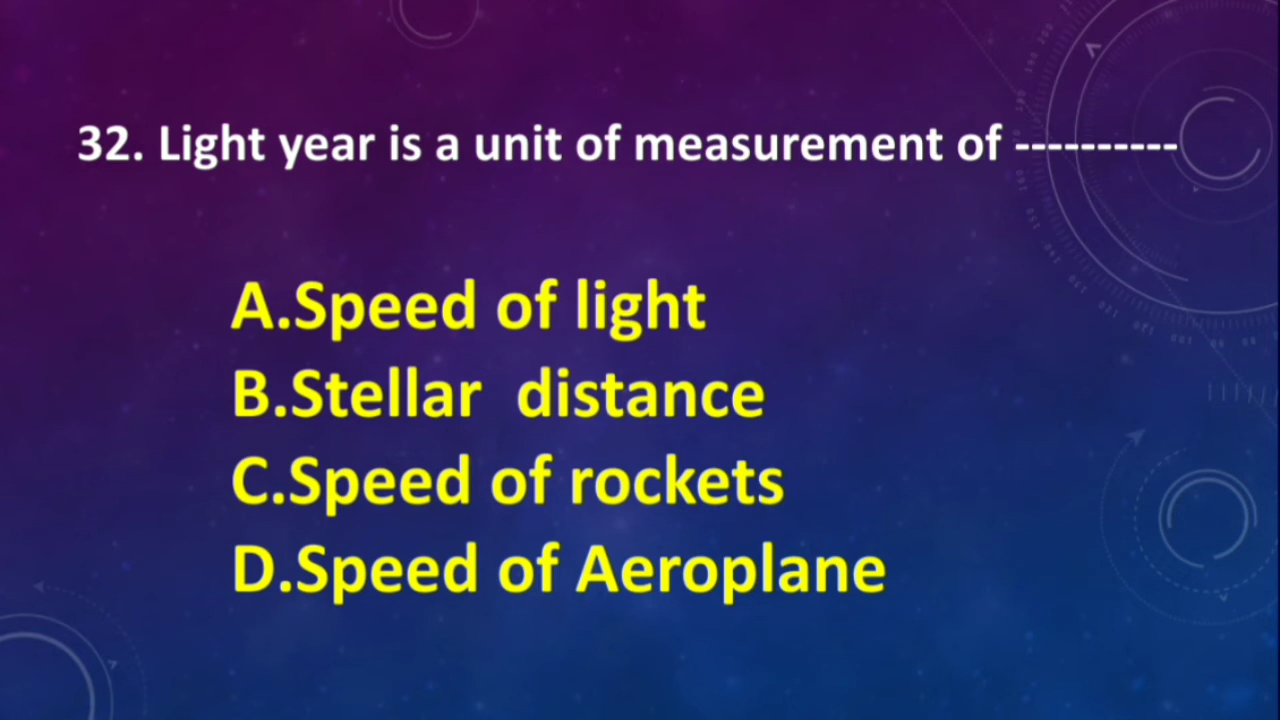 32. Light year is a unit of measurement of ----------
A.Speed of light
B.Stellar  distance
C.Speed of rockets
D.Speed of Aeroplane